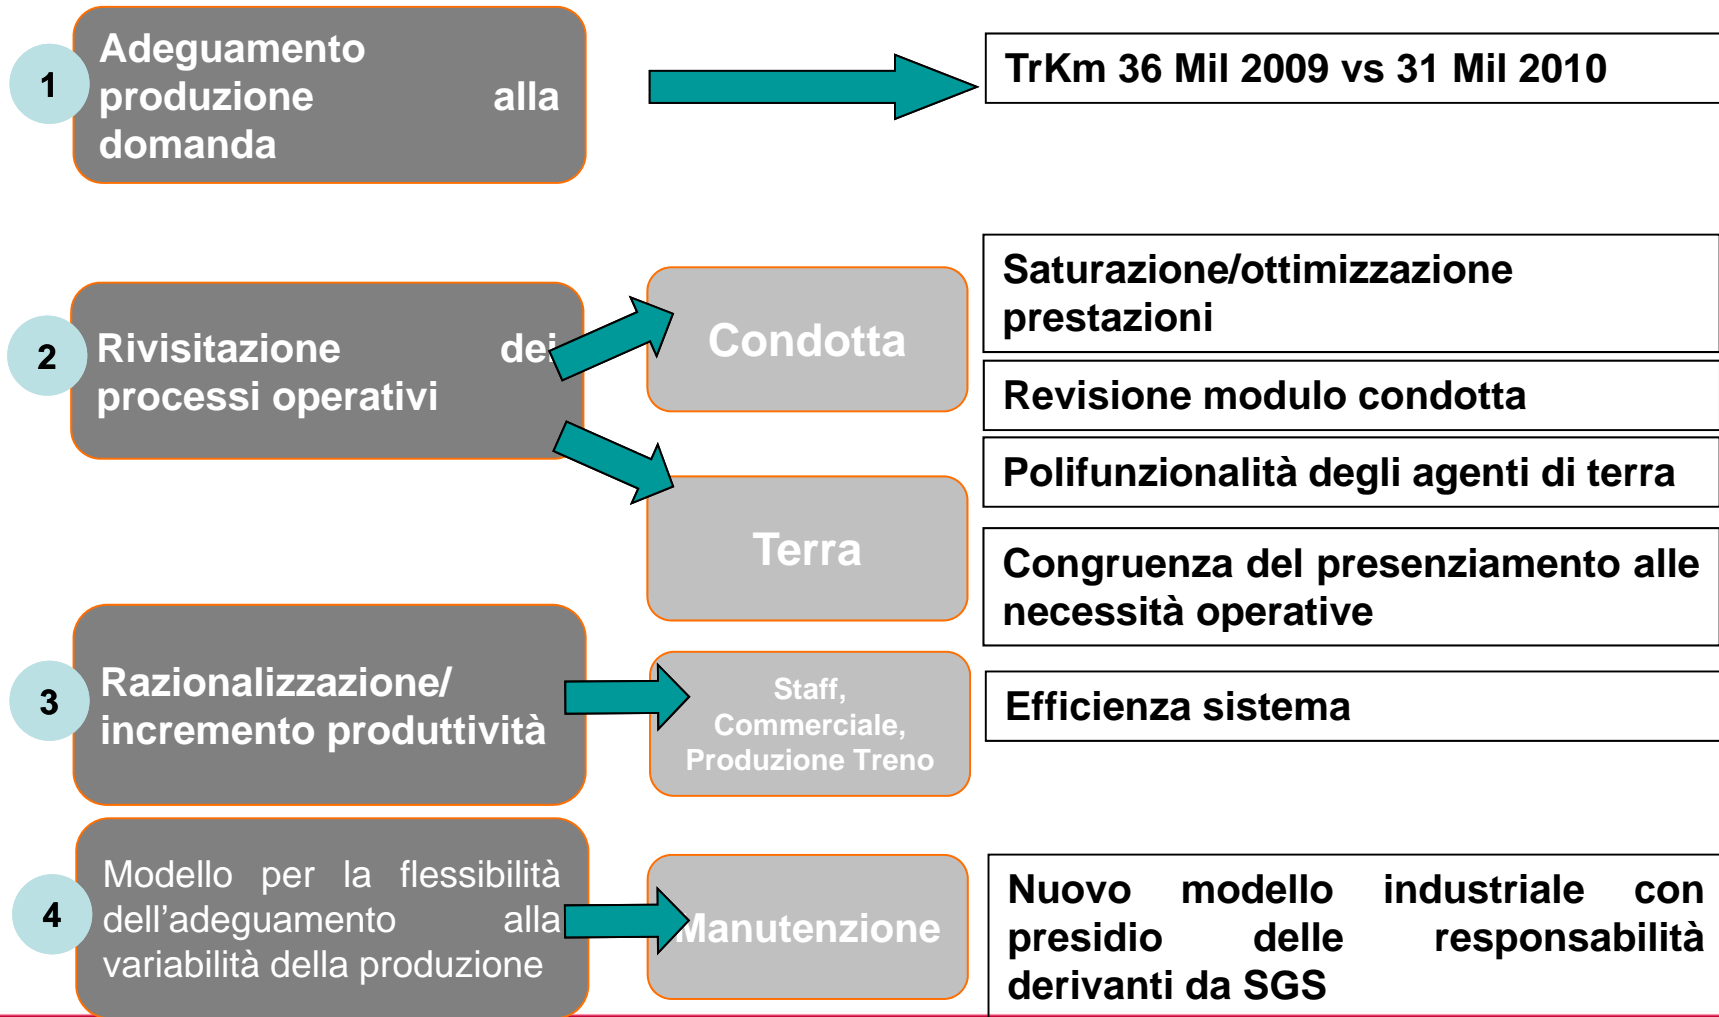 1
Adeguamento
produzione alla
domanda
TrKm 36 Mil 2009 vs 31 Mil 2010
2
Rivisitazione dei
processi operativi
Condotta
Saturazione/ottimizzazione
prestazioni
Revisione modulo condotta
Terra
Polifunzionalità degli agenti di terra
Congruenza del presenziamento alle
necessità operative
3
Razionalizzazione/
incremento produttività
Staff,
Commerciale,
Produzione Treno
Efficienza sistema
4
Modello per la flessibilità
dell’adeguamento alla
variabilità della produzione
Manutenzione
Nuovo modello industriale con
presidio delle responsabilità
derivanti da SGS